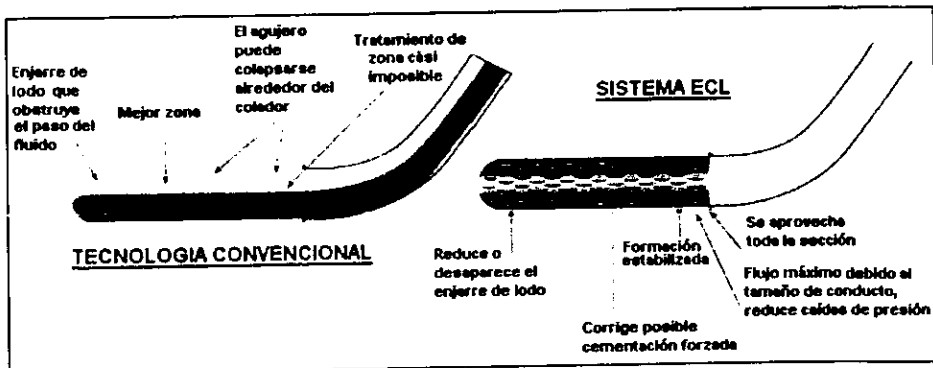 Enjarre de
lodo que
obstruye
el paso del
fluido
Mejor zona
El agujero
puede
colapsarse
alrededor del
colador
Tratamiento de
zona casi
imposible
TECNOLOGIA CONVENCIONAL
SISTEMA ECL
Reduce o
desaparece el
enjarre de lodo
Corrige posible
cementación forzada
Formación
estabilizada
Se aprovecha
toda la sección
Flujo máximo debido al
tamaño de conducto,
reduce caídas de presión